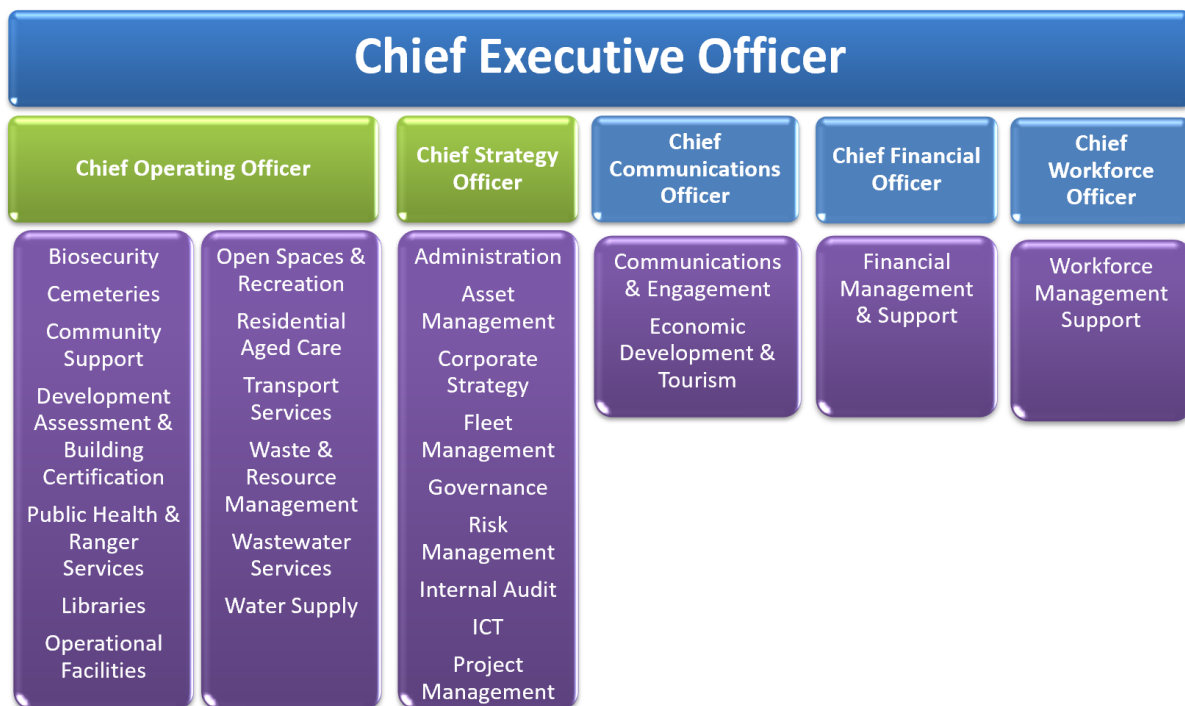 Chief Executive Officer
Chief Operating Officer
Chief Strategy
Officer
Chief
Communications
Officer
Chief Financial
Officer
Chief
Workforce
Officer
Biosecurity
Cemeteries
Community
Support
Development
Assessment &
Building
Certification
Public Health &
Ranger
Services
Libraries
Operational
Facilities
Open Spaces &
Recreation
Residential
Aged Care
Transport
Services
Waste &
Resource
Management
Wastewater
Services
Water Supply
Administration
Asset
Management
Corporate
Strategy
Fleet
Management
Governance
Risk
Management
Internal Audit
ICT
Project
Management
Communications
& Engagement
Economic
Development &
Tourism
Financial
Management
& Support
Workforce
Management
Support